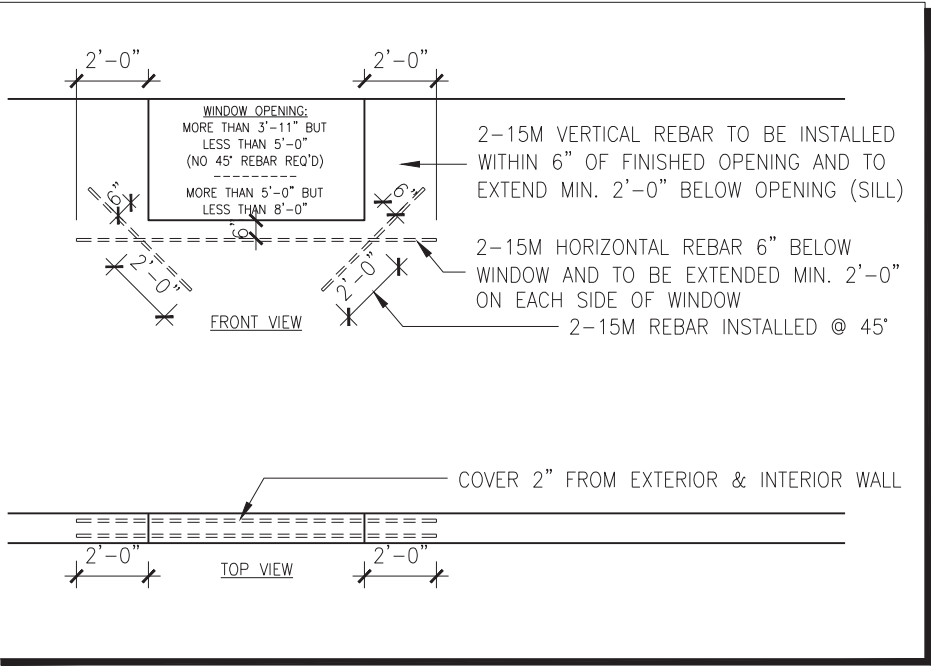 2'-0" 2'-0"
WINDOW OPENING:
MORE THAN 3'-11" BUT
LESS THAN 5'-0"
(NO 45° REBAR REQ'D)
----------
MORE THAN 5'-0" BUT
LESS THAN 8'-0"
2-15M VERTICAL REBAR TO BE INSTALLED
WITHIN 6" OF FINISHED OPENING AND TO
EXTEND MIN. 2'-0" BELOW OPENING (SILL)
6" 6"
6"
2'-0" 2'-0"
2-15M HORIZONTAL REBAR 6" BELOW
WINDOW AND TO BE EXTENDED MIN. 2'-0"
ON EACH SIDE OF WINDOW
FRONT VIEW
2-15M REBAR INSTALLED @ 45°
COVER 2" FROM EXTERIOR & INTERIOR WALL
2'-0" 2'-0"
TOP VIEW